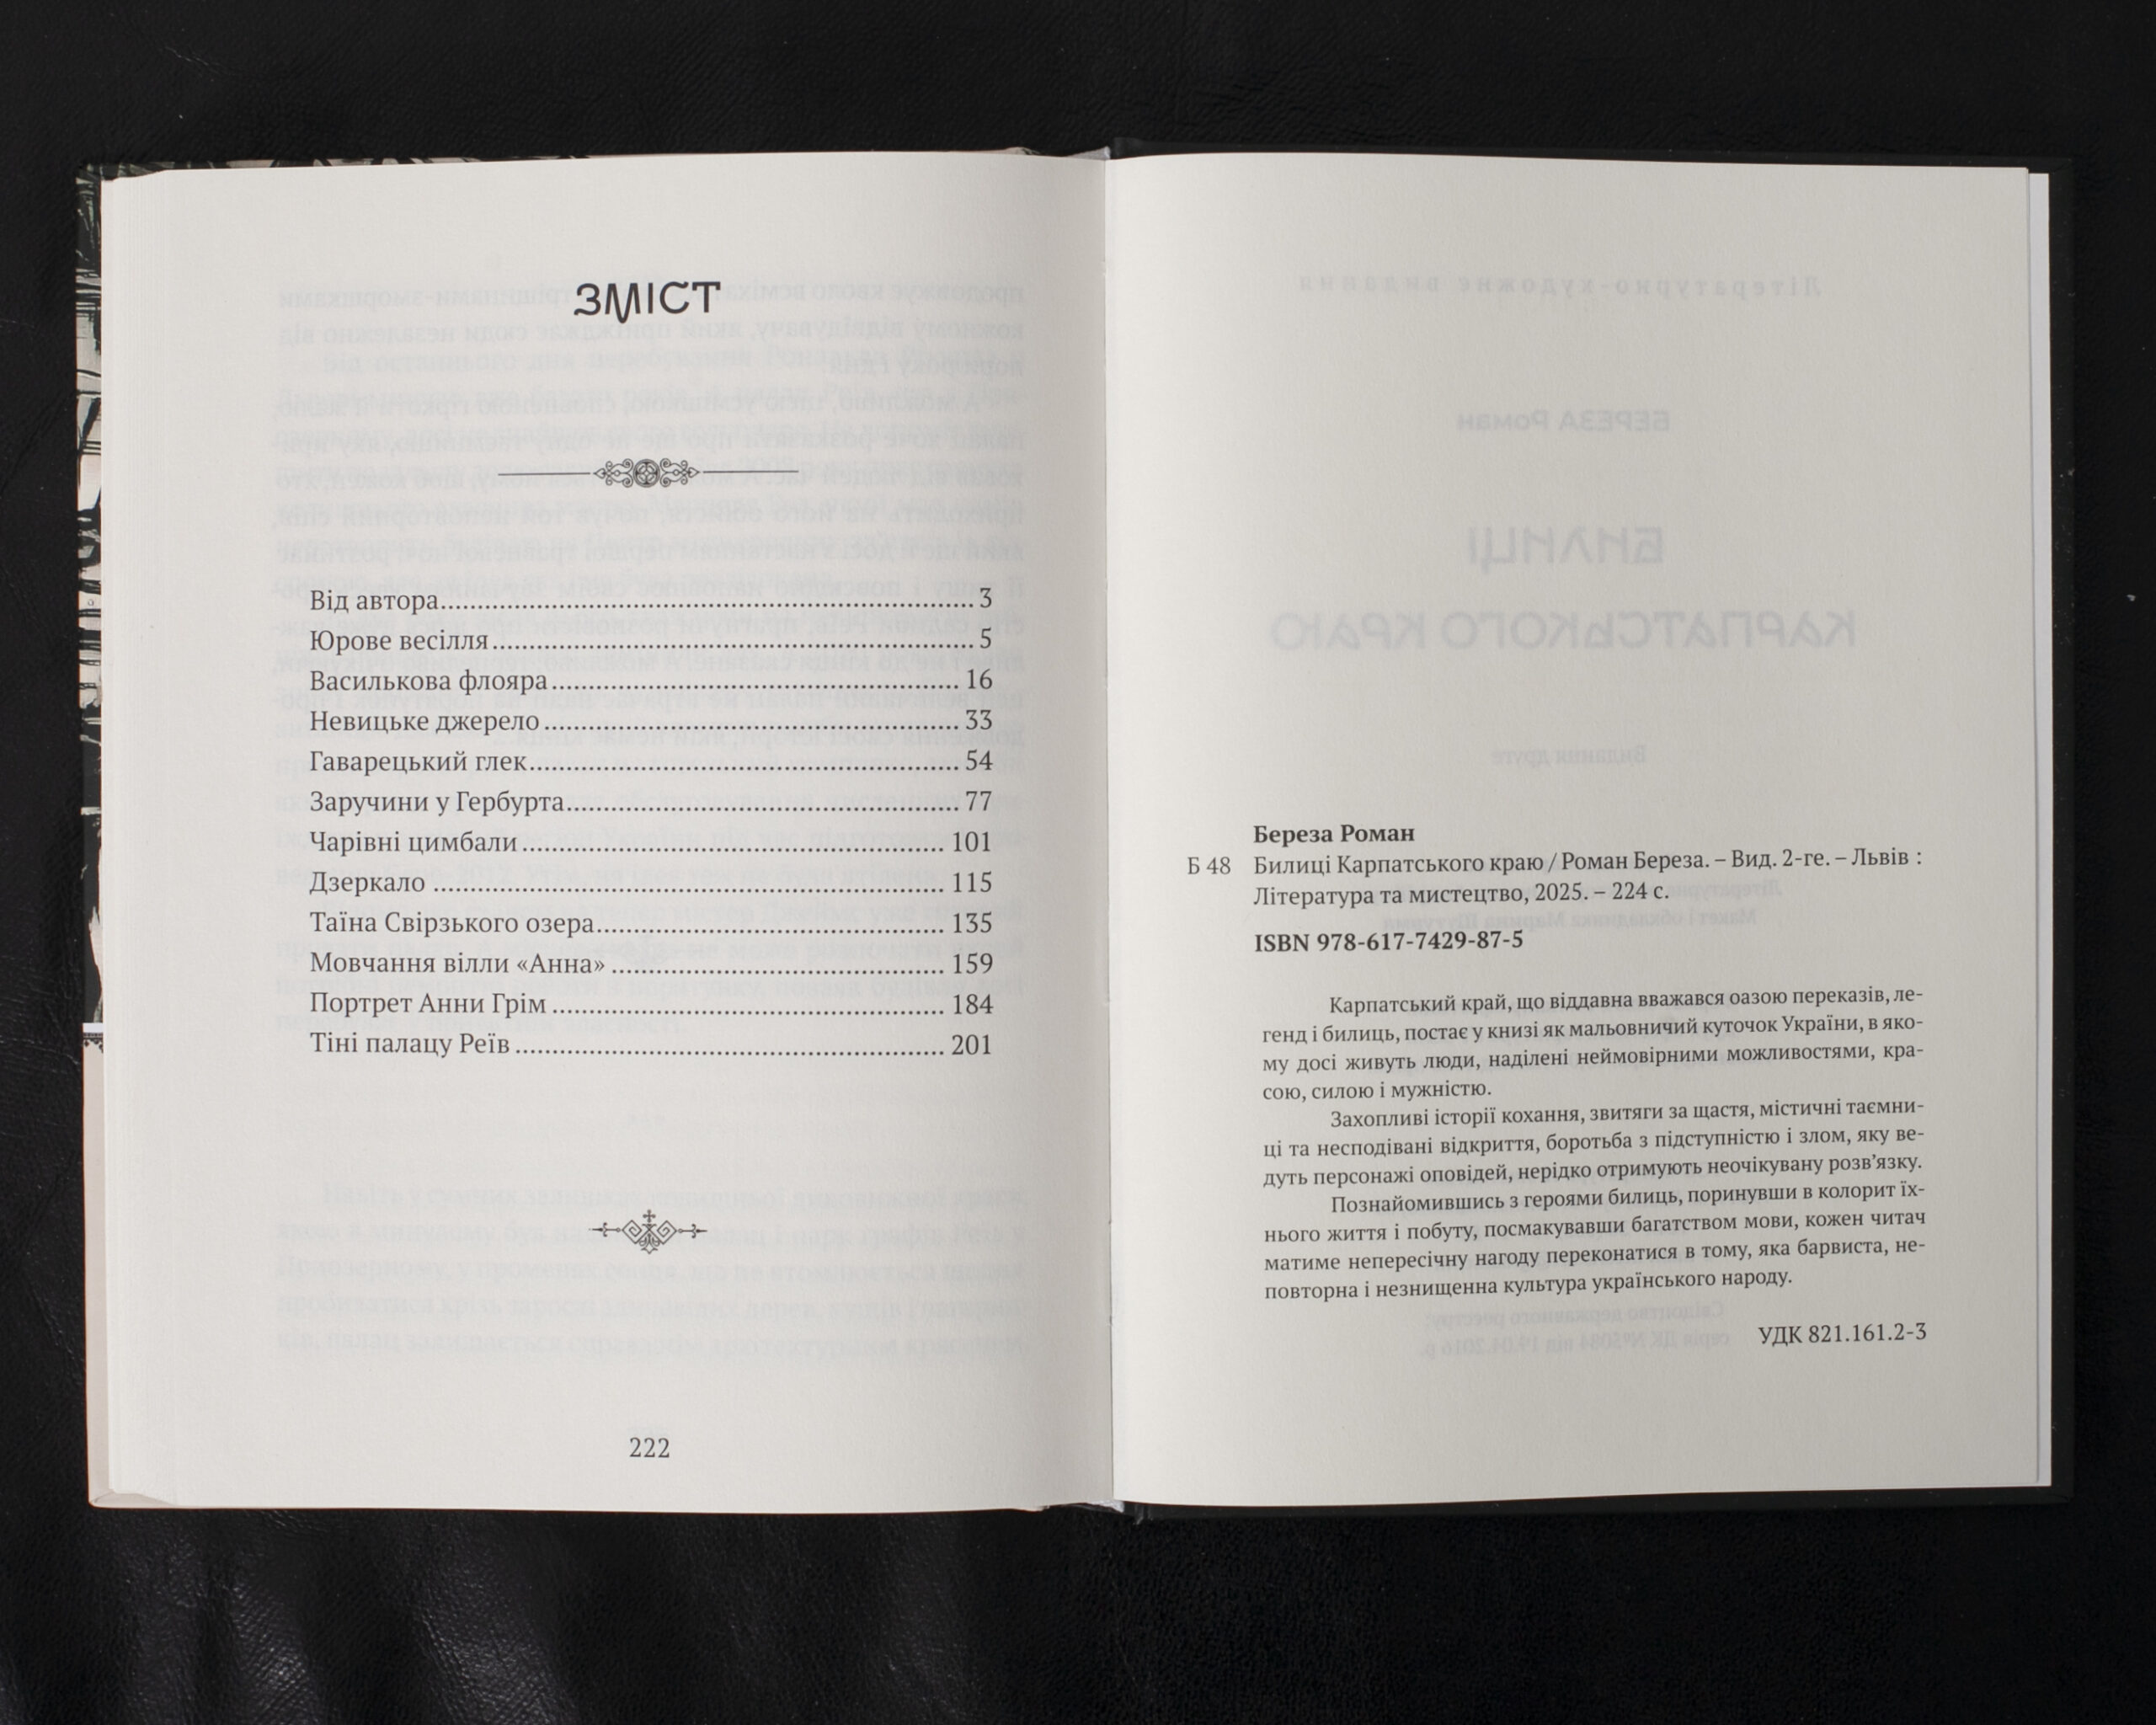 ЗМІСТ
Від автора........................................................................ 3
Юрове весілля................................................................. 5
Василькова флояра....................................................... 16
Невицьке джерело........................................................ 33
Гаварецький глек.......................................................... 54
Заручини у Гербурта..................................................... 77
Чарівні цимбали......................................................... 101
Дзеркало ..................................................................... 115
Таїна Свірзького озера............................................... 135
Мовчання вілли «Анна» ............................................. 159
Портрет Анни Грім ..................................................... 184
Тіні палацу Реїв .......................................................... 201
222
Береза Роман
Б 48 Билиці Карпатського краю / Роман Береза. – Вид. 2-ге. – Львів :
Література та мистецтво, 2025. – 224 с.
ISBN 978-617-7429-87-5
Карпатський край, що віддавна вважався оазою переказів, ле-
генд і билиць, постає у книзі як мальовничий куточок України, в яко-
му досі живуть люди, наділені неймовірними можливостями, кра-
сою, силою і мужністю.
Захопливі історії кохання, звитяги за щастя, містичні таємни-
ці та несподівані відкриття, боротьба з підступністю і злом, яку ве-
дуть персонажі оповідей, нерідко отримують неочікувану розв’язку.
Познайомившись з героями билиць, поринувши в колорит їх-
нього життя і побуту, посмакувавши багатством мови, кожен читач
матиме непересічну нагоду переконатися в тому, яка барвиста, не-
повторна і незнищенна культура українського народу.
УДК 821.161.2-3